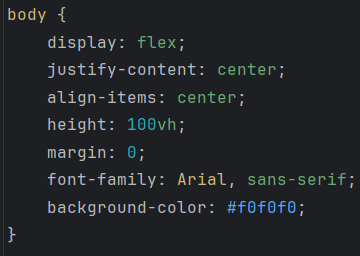 body {
    display: flex;
    justify-content: center;
    align-items: center;
    height: 100vh;
    margin: 0;
    font-family: Arial, sans-serif;
    background-color: #f0f0f0;
}